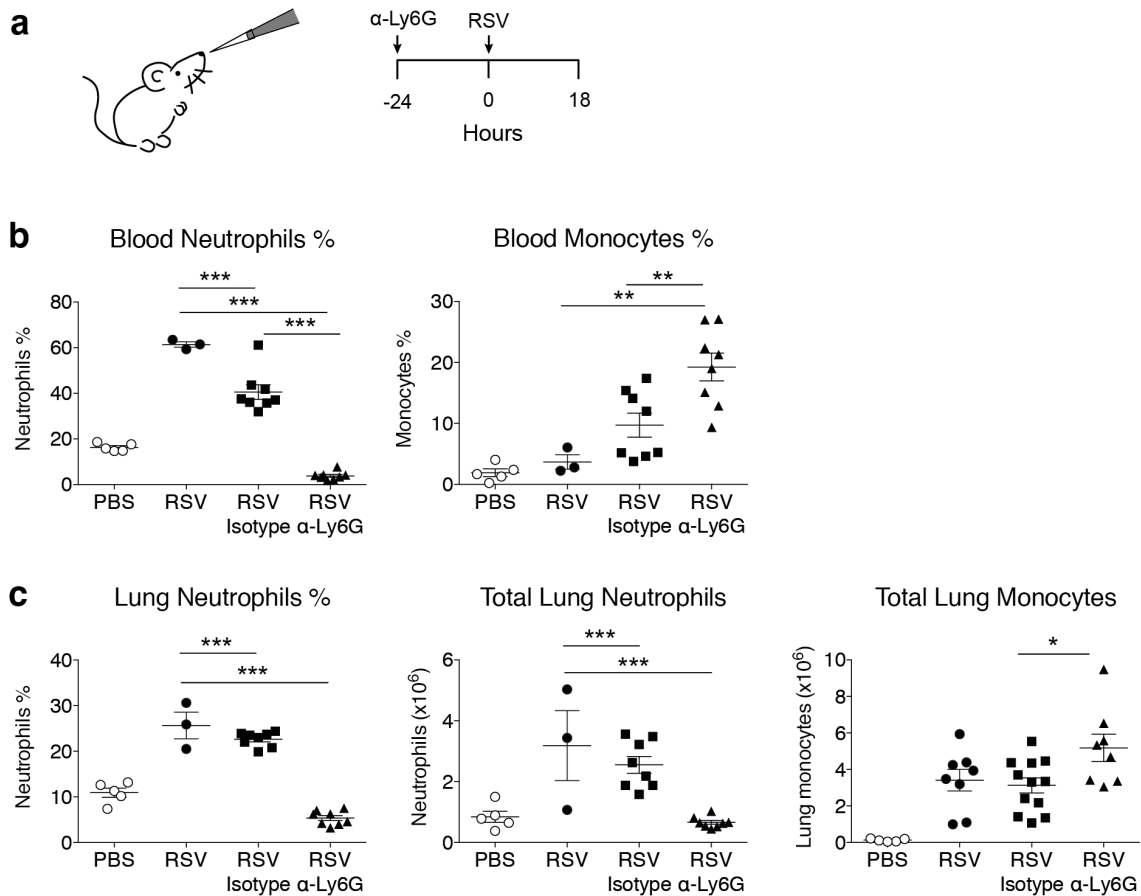 a
α-Ly6G RSV
-24 0 18
Hours
b
Blood Neutrophils %
***
***
***
Neutrophils %
80
60
40
20
0
PBS RSV RSV RSV
Isotype α-Ly6G
Blood Monocytes %
**
**
Monocytes %
30
20
10
0
PBS RSV RSV RSV
Isotype α-Ly6G
c
Lung Neutrophils %
***
***
Neutrophils %
40
30
20
10
0
PBS RSV RSV RSV
Isotype α-Ly6G
Total Lung Neutrophils
***
***
Neutrophils (x10⁶)
6
4
2
0
PBS RSV RSV RSV
Isotype α-Ly6G
Total Lung Monocytes
*
Lung monocytes (x10⁶)
10
8
6
4
2
0
PBS RSV RSV RSV
Isotype α-Ly6G